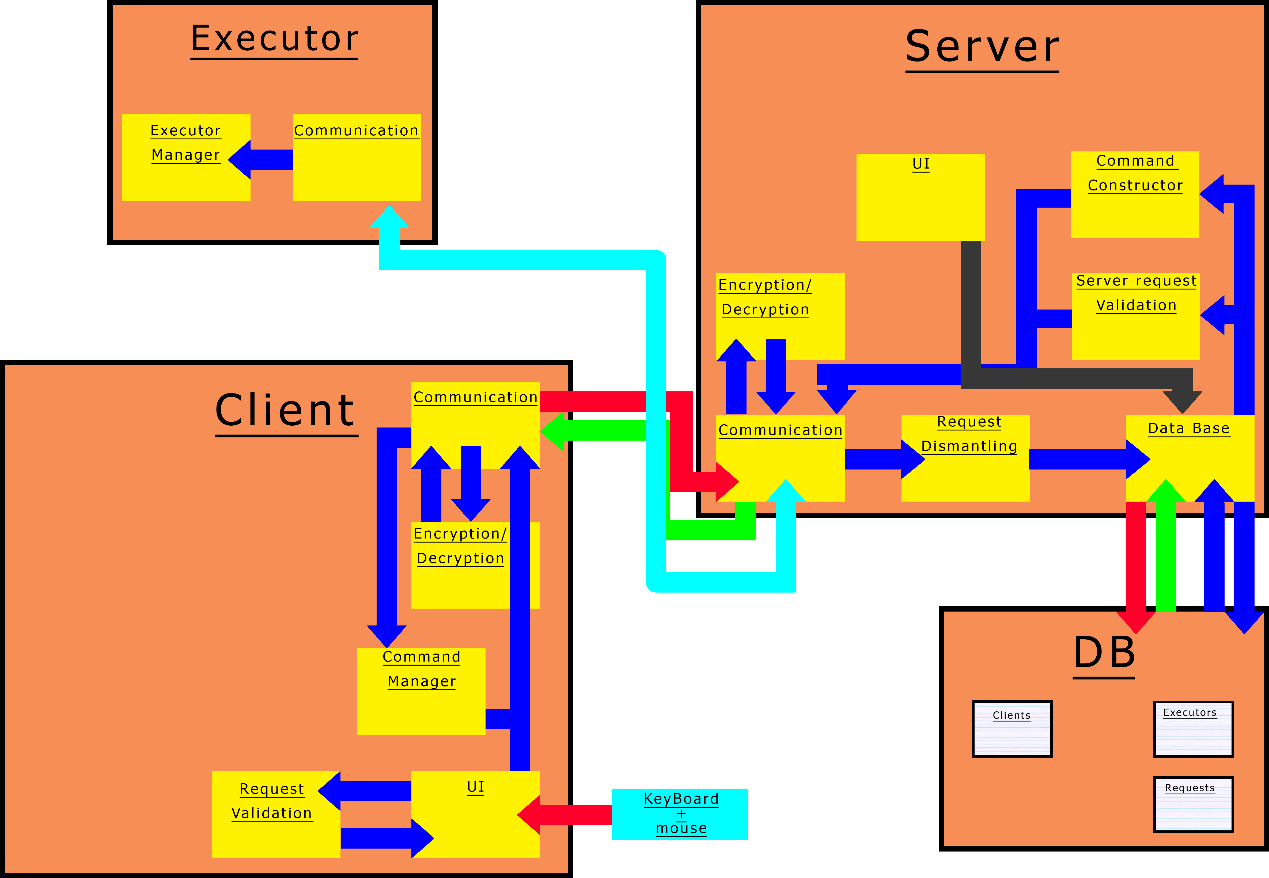 Executor
Executor
Manager
Communication
Server
UI
Command
Constructor
Encryption/
Decryption
Server request
Validation
Communication
Request
Dismantling
Data Base
Client
Communication
Encryption/
Decryption
Command
Manager
Request
Validation
UI
KeyBoard
+
mouse
DB
Clients
Executors
Requests